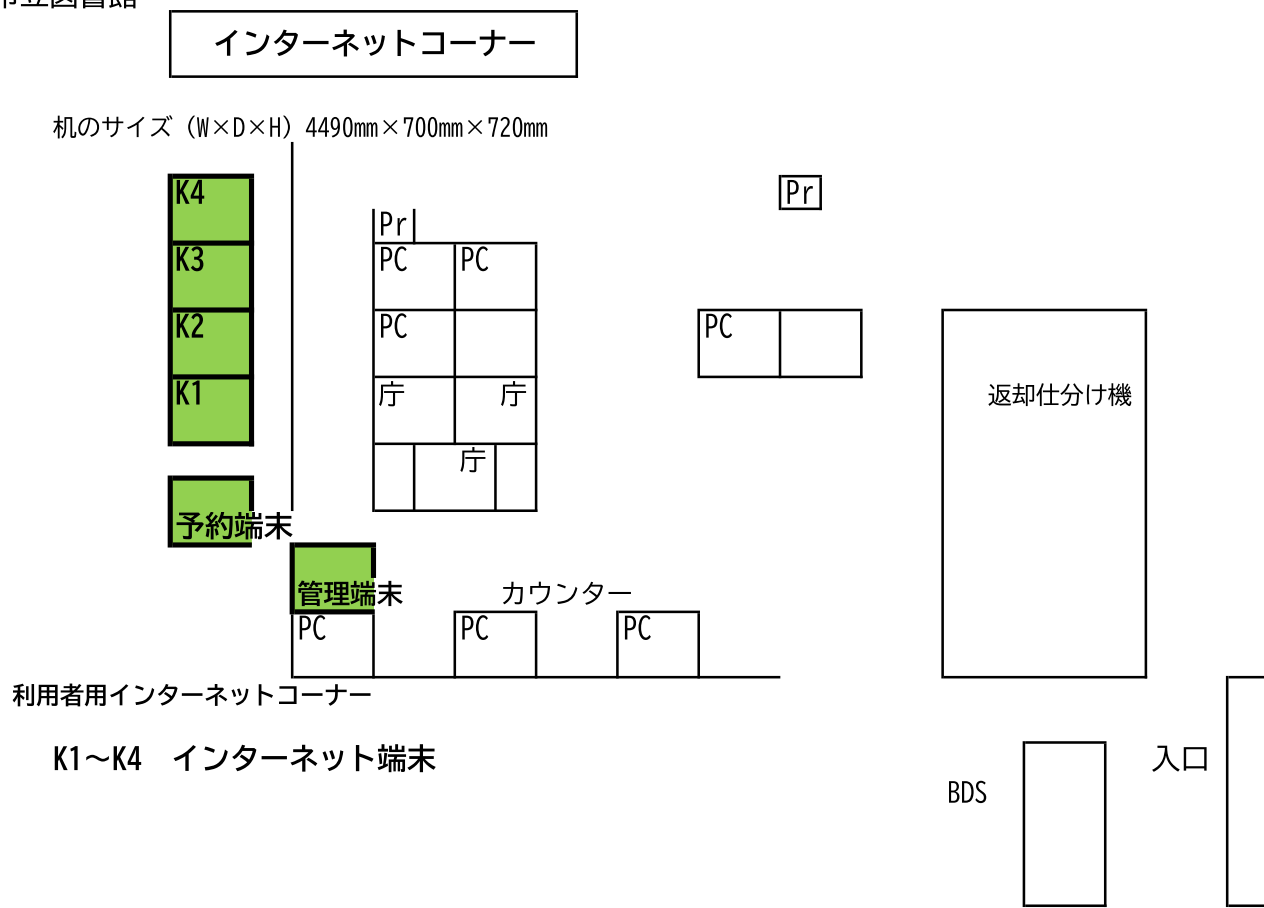 インターネットコーナー
机のサイズ（W×D×H）4490mm×700mm×720mm
K4
Pr
Pr
K3
PC
PC
K2
PC
PC
K1
庁
庁
返却仕分け機
庁
予約端末
管理端末
カウンター
PC
PC
PC
利用者用インターネットコーナー
K1～K4　インターネット端末
入口
BDS